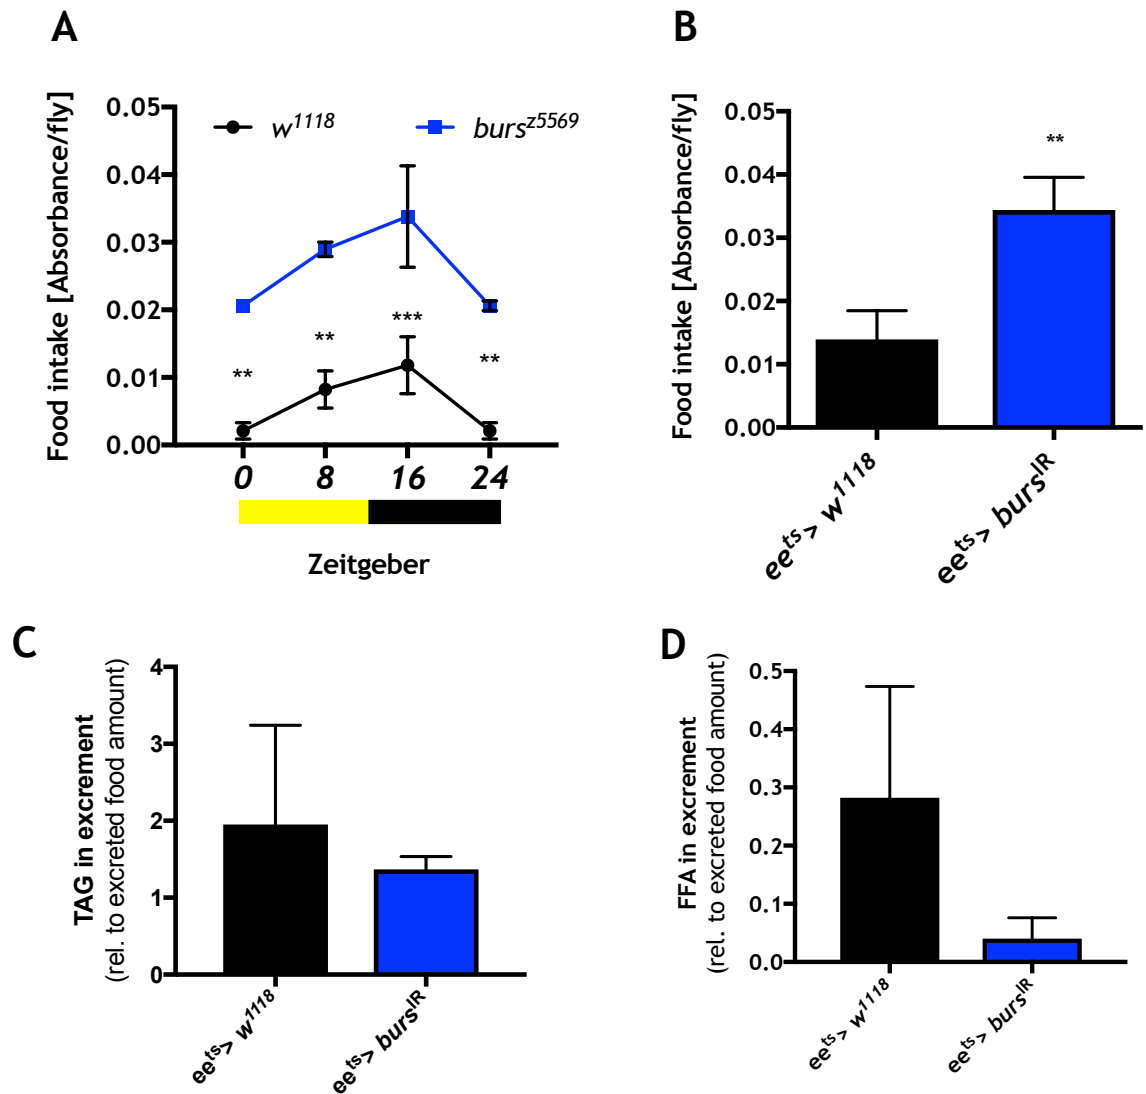 A
Food intake [Absorbance/fly]
0.05
0.04
0.03
0.02
0.01
0.00
w1118
bursz5569
**
**
***
**
0 8 16 24
Zeitgeber
B
Food intake [Absorbance/fly]
0.05
0.04
0.03
0.02
0.01
0.00
**
eets> w1118
eets> bursIR
C
TAG in excrement
(rel. to excreted food amount)
4
3
2
1
0
eets> w1118
eets> bursIR
D
FFA in excrement
(rel. to excreted food amount)
0.5
0.4
0.3
0.2
0.1
0.0
eets> w1118
eets> bursIR